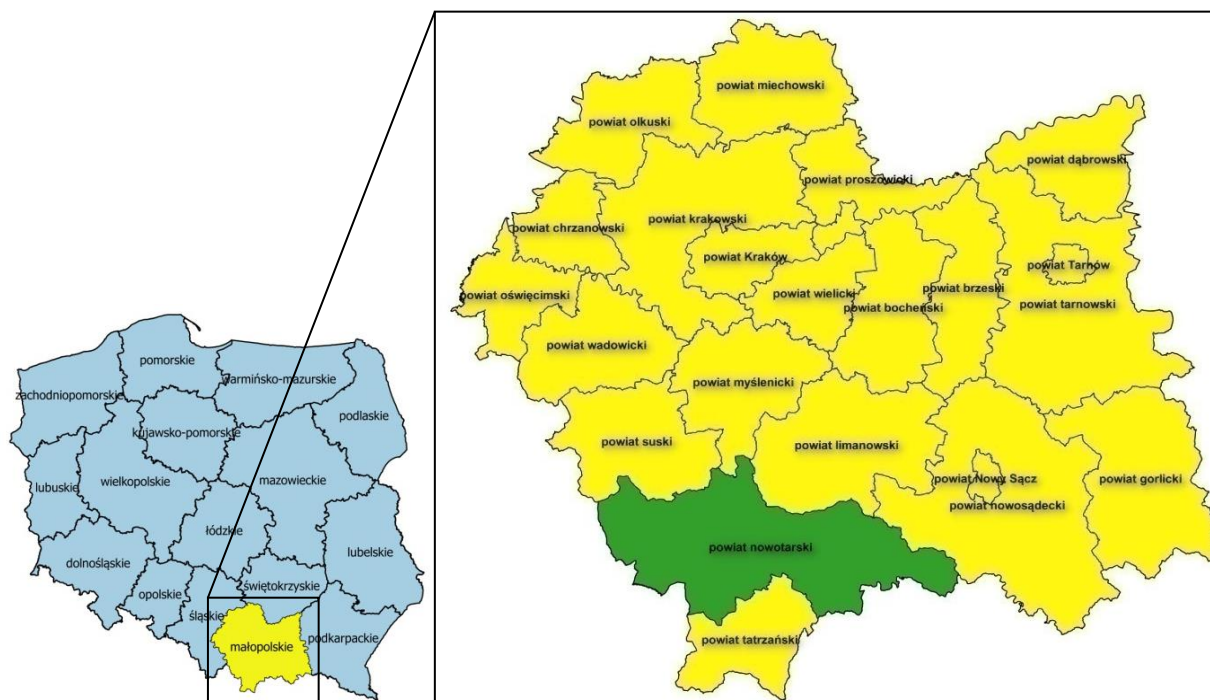 pomorskie
warmińsko-mazurskie
zachodniopomorskie
podlaskie
kujawsko-pomorskie
mazowieckie
wielkopolskie
lubuskie
łódzkie
lubelskie
dolnośląskie
świętokrzyskie
opolskie
śląskie
podkarpackie
małopolskie
powiat miechowski
powiat olkuski
powiat dąbrowski
powiat proszowicki
powiat krakowski
powiat chrzanowski
powiat Kraków
powiat Tarnów
powiat oświęcimski
powiat wielicki
powiat brzeski
powiat bocheński
powiat tarnowski
powiat wadowicki
powiat myślenicki
powiat suski
powiat limanowski
powiat Nowy Sącz
powiat gorlicki
powiat nowosądecki
powiat nowotarski
powiat tatrzański